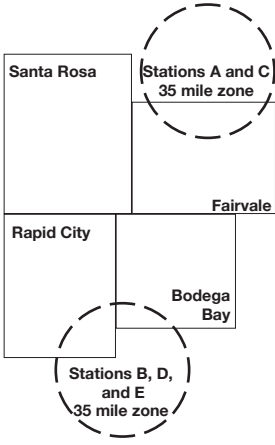 Santa Rosa
Stations A and C
35 mile zone
Fairvale
Rapid City
Bodega
Bay
Stations B, D,
and E
35 mile zone